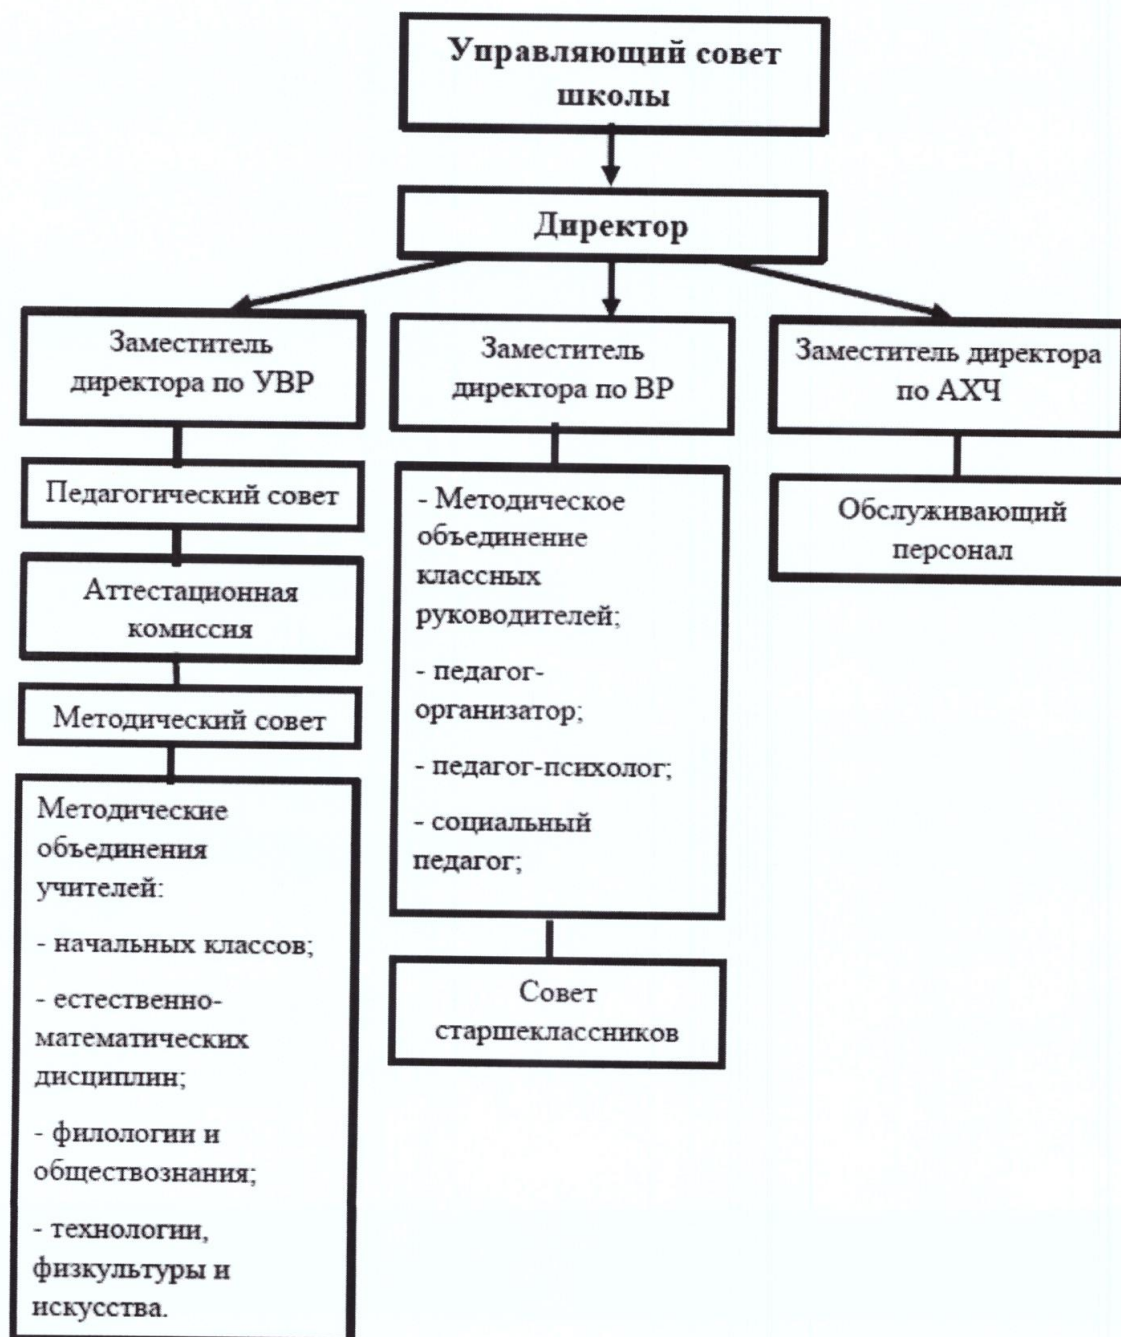 Управляющий совет
школы
Директор
Заместитель
директора по УВР
Педагогический совет
Аттестационная
комиссия
Методический совет
Методические
объединения
учителей:
- начальных классов;
- естественно-
математических
дисциплин;
- филологии и
обществознания;
- технологии,
физкультуры и
искусства.
Заместитель
директора по ВР
- Методическое
объединение
классных
руководителей;
- педагог-
организатор;
- педагог-психолог;
- социальный
педагог;
Совет
старшеклассников
Заместитель директора
по АХЧ
Обслуживающий
персонал